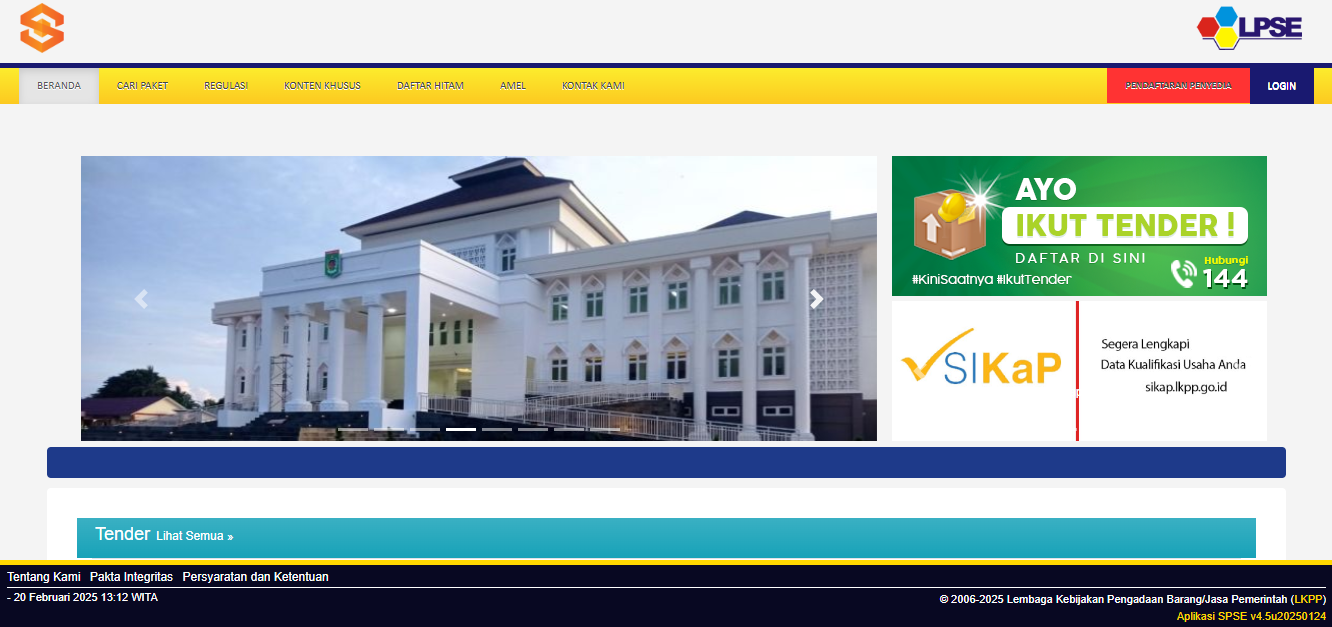 LPSE
BERANDA CARI PAKET REGULASI KONTEN KHUSUS DAFTAR HITAM AMEL KONTAK KAMI PENDAFTARAN PENYEDIA LOGIN
AYO
IKUT TENDER !
DAFTAR DI SINI
Hubungi
#KiniSaatnya #IkutTender
144
SIKaP
Segera Lengkapi
Data Kualifikasi Usaha Anda
sikap.lkpp.go.id
Tender Lihat Semua »
Tentang Kami Pakta Integritas Persyaratan dan Ketentuan
- 20 Februari 2025 13:12 WITA
© 2006-2025 Lembaga Kebijakan Pengadaan Barang/Jasa Pemerintah (LKPP)
Aplikasi SPSE v4.5u20250124